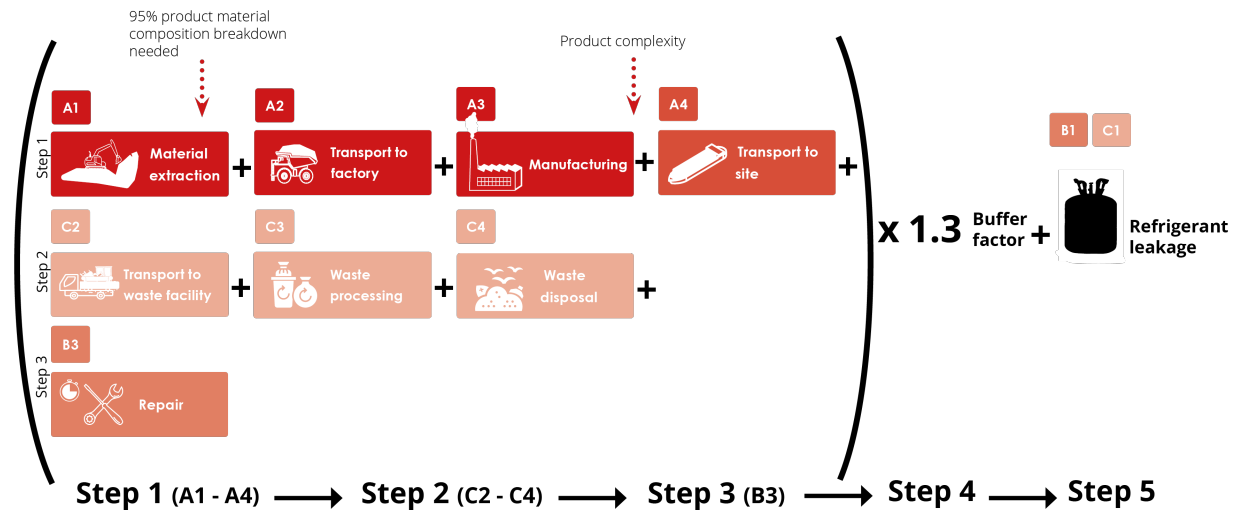 95% product material
composition breakdown
needed
Product complexity
A1
A2
A3
A4
B1
C1
Step 1
Material
extraction
+
Transport to
factory
+
Manufacturing
+
Transport to
site
+
C2
C3
C4
x 1.3
Buffer
factor
+
Refrigerant
leakage
Step 2
Transport to
waste facility
+
Waste
processing
+
Waste
disposal
+
B3
Step 3
Repair
Step 1 (A1 - A4)
Step 2 (C2 - C4)
Step 3 (B3)
Step 4
Step 5